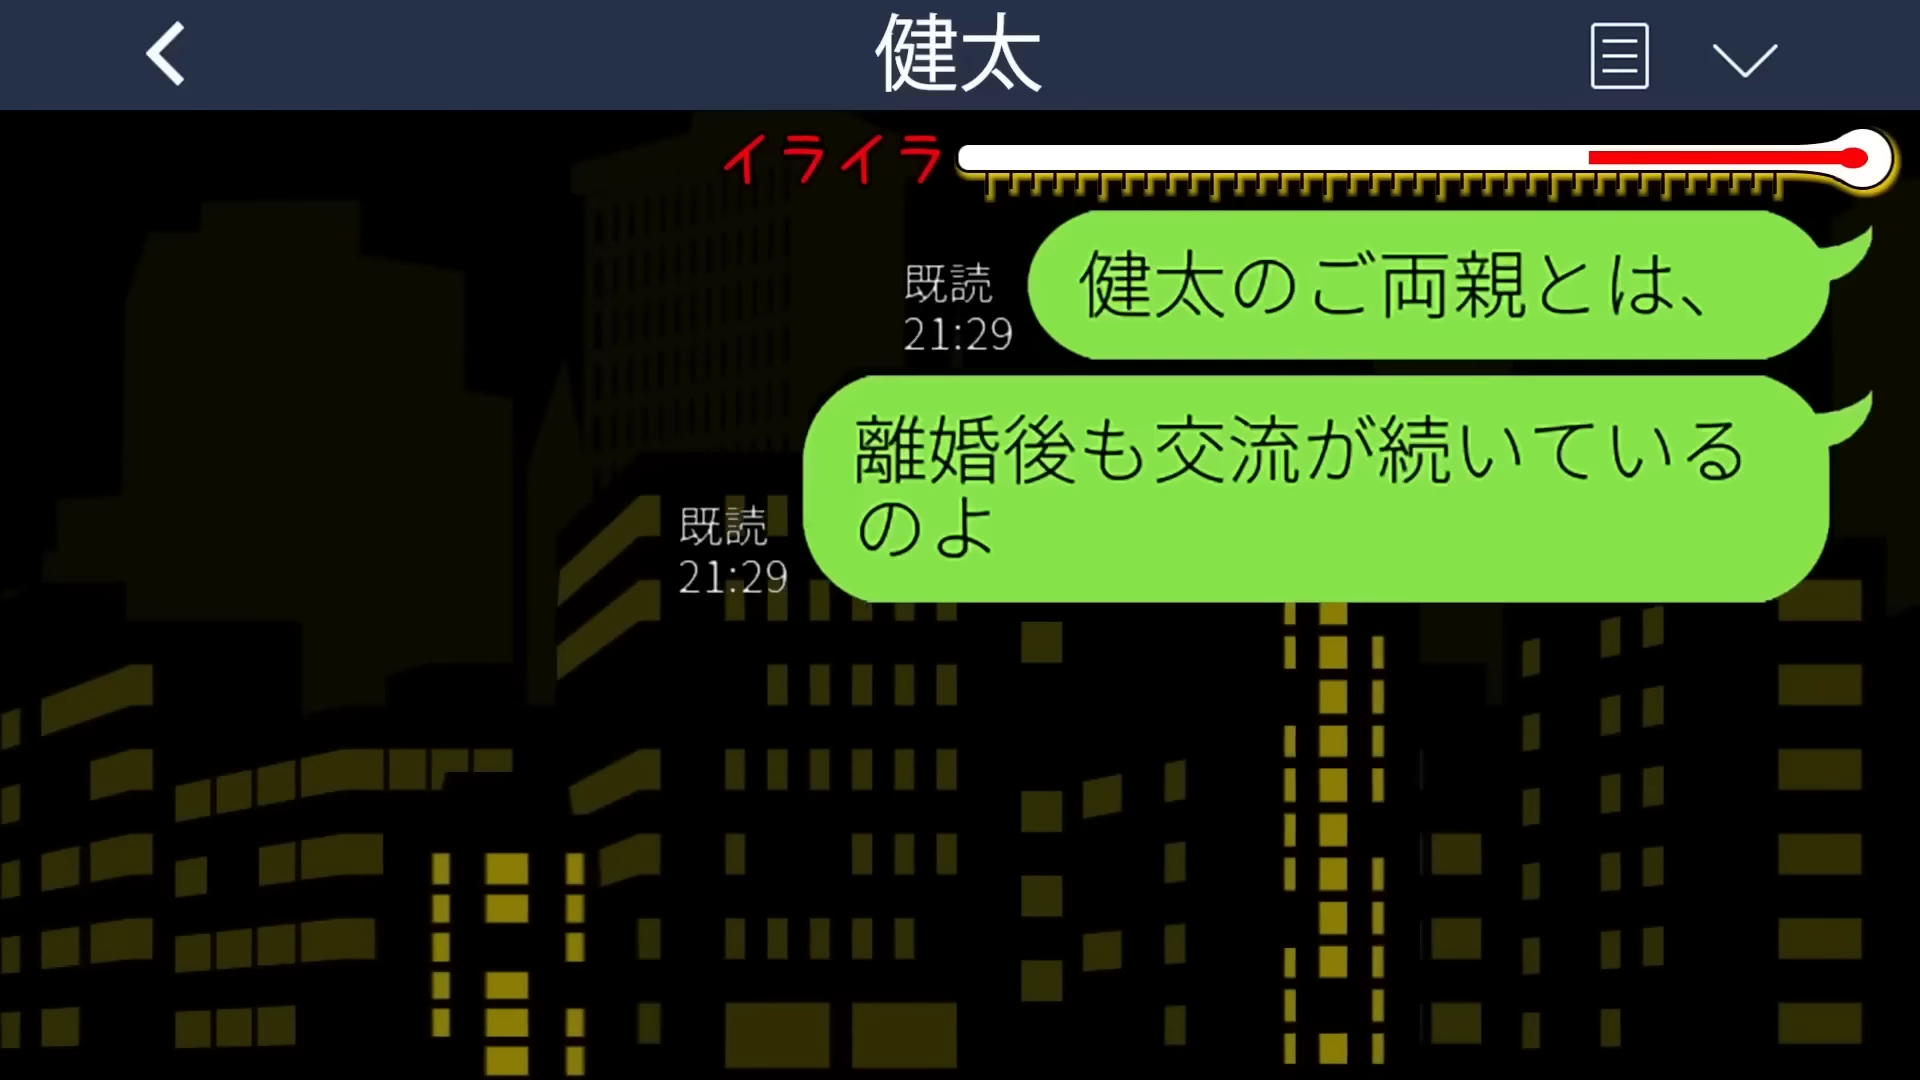 健太
イライラ
健太のご両親とは、
既読
21:29
離婚後も交流が続いている
のよ
既読
21:29